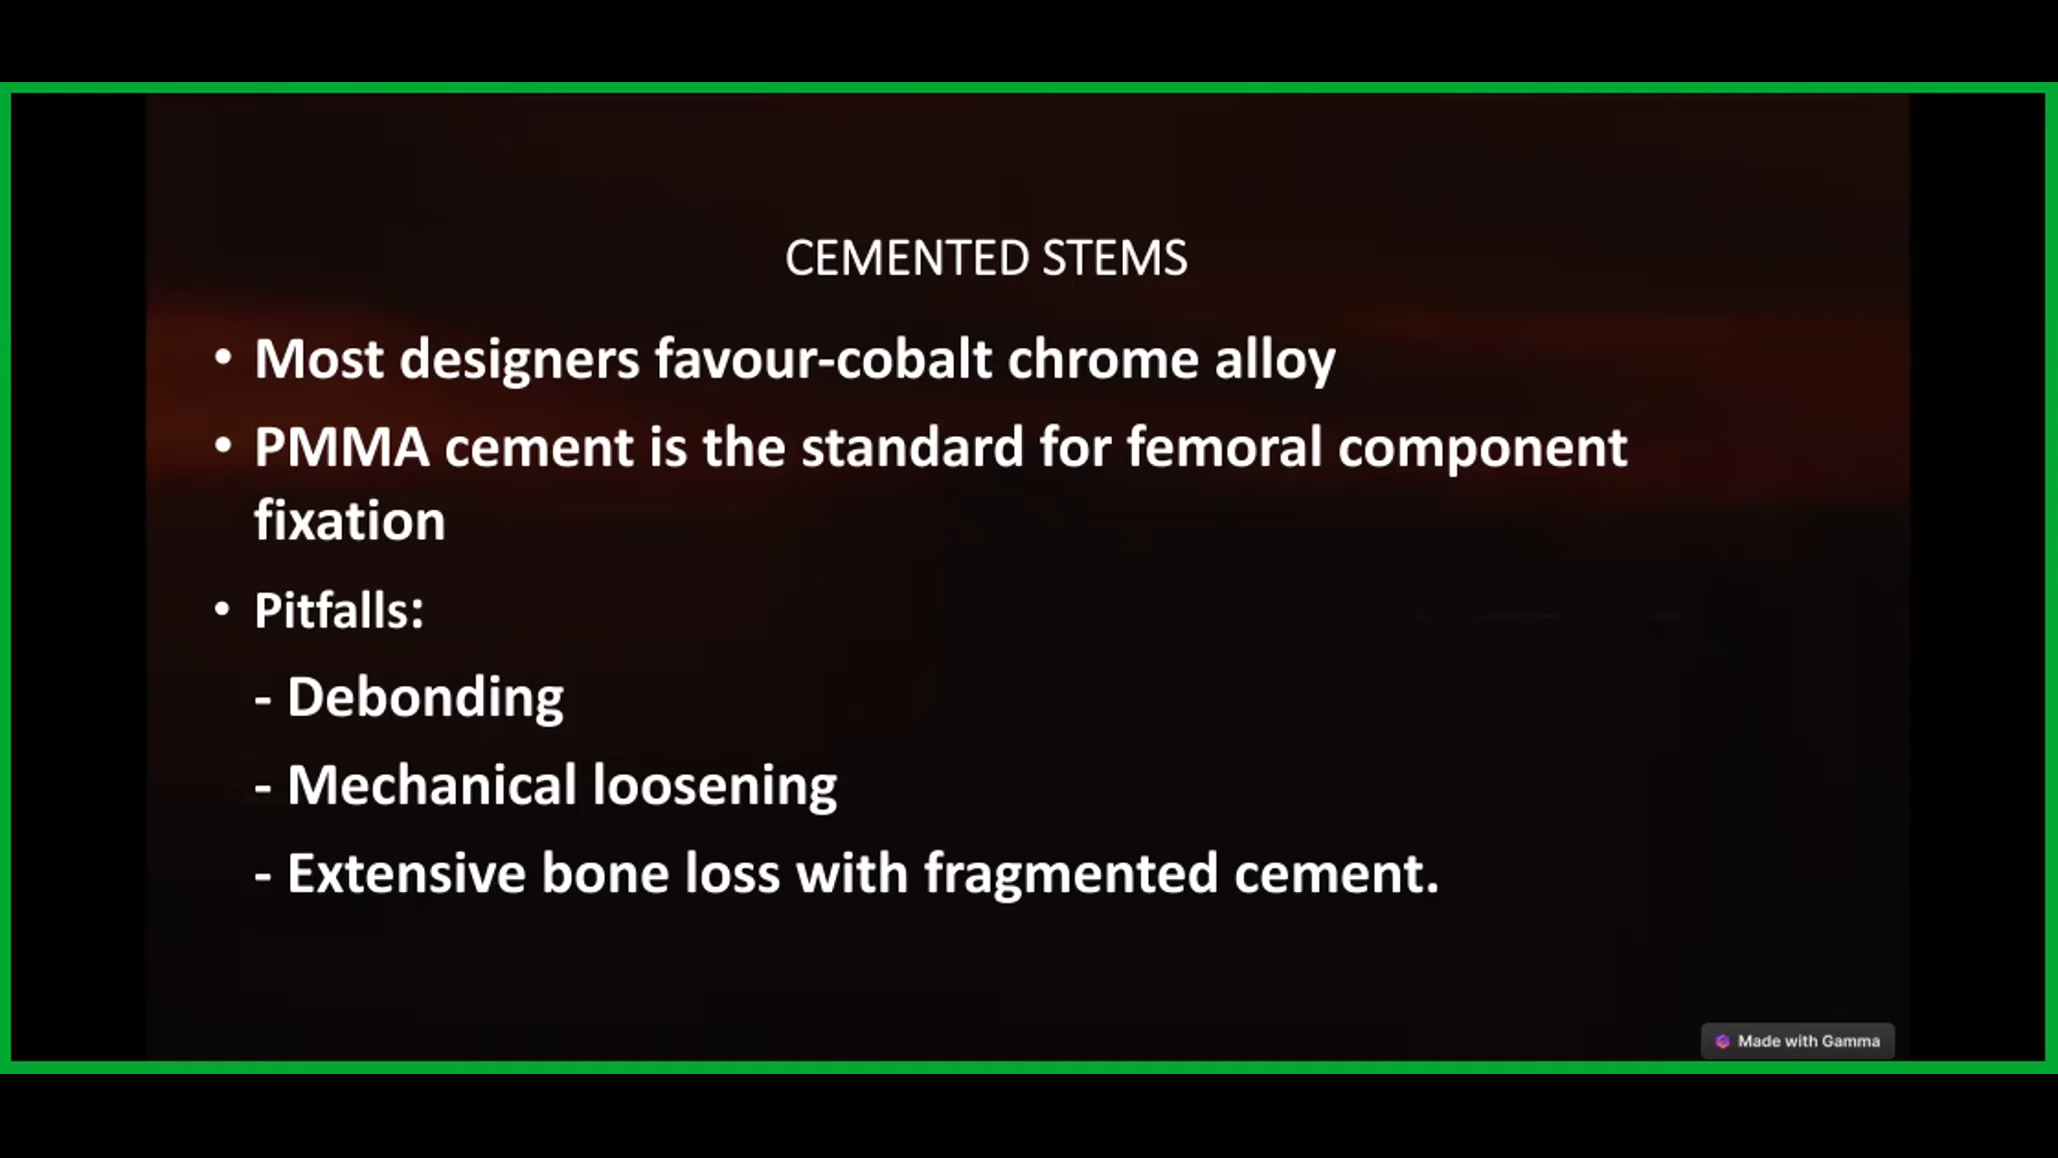 CEMENTED STEMS
• Most designers favour-cobalt chrome alloy
• PMMA cement is the standard for femoral component
fixation
• Pitfalls:
- Debonding
- Mechanical loosening
- Extensive bone loss with fragmented cement.
Made with Gamma